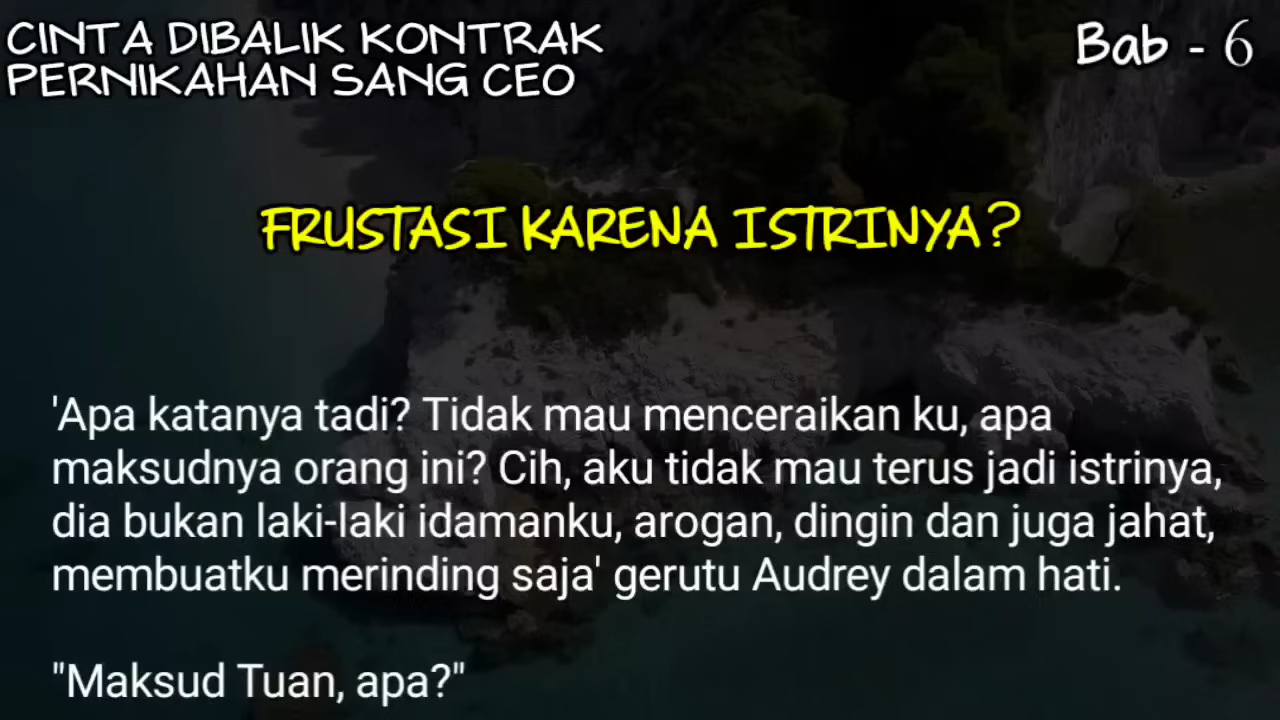 CINTA DIBALIK KONTRAK
PERNIKAHAN SANG CEO
Bab - 6
FRUSTASI KARENA ISTRINYA?
'Apa katanya tadi? Tidak mau menceraikan ku, apa
maksudnya orang ini? Cih, aku tidak mau terus jadi istrinya,
dia bukan laki-laki idamanku, arogan, dingin dan juga jahat,
membuatku merinding saja' gerutu Audrey dalam hati.
"Maksud Tuan, apa?"